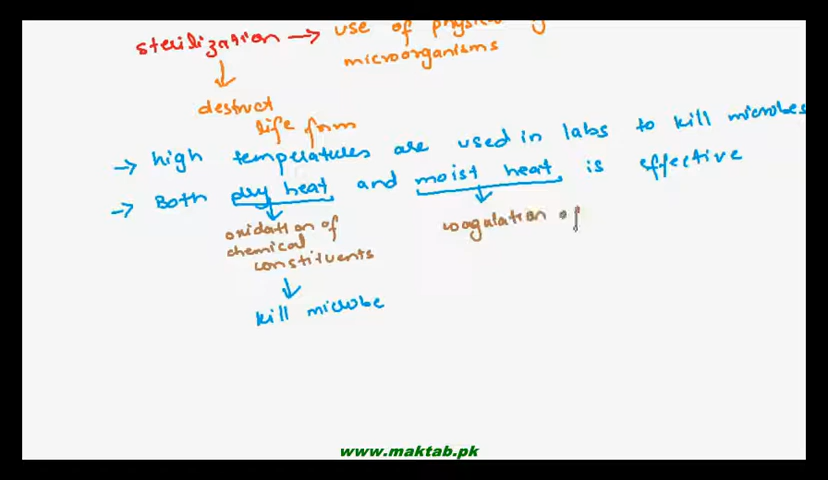 sterilization → use of
microorganisms
destruct
life form
→ high temperatures are used in labs to kill microbes
→ Both dry heat and moist heat is effective
oxidation of
chemical
constituents
coagulation of
kill microbe
www.maktab.pk